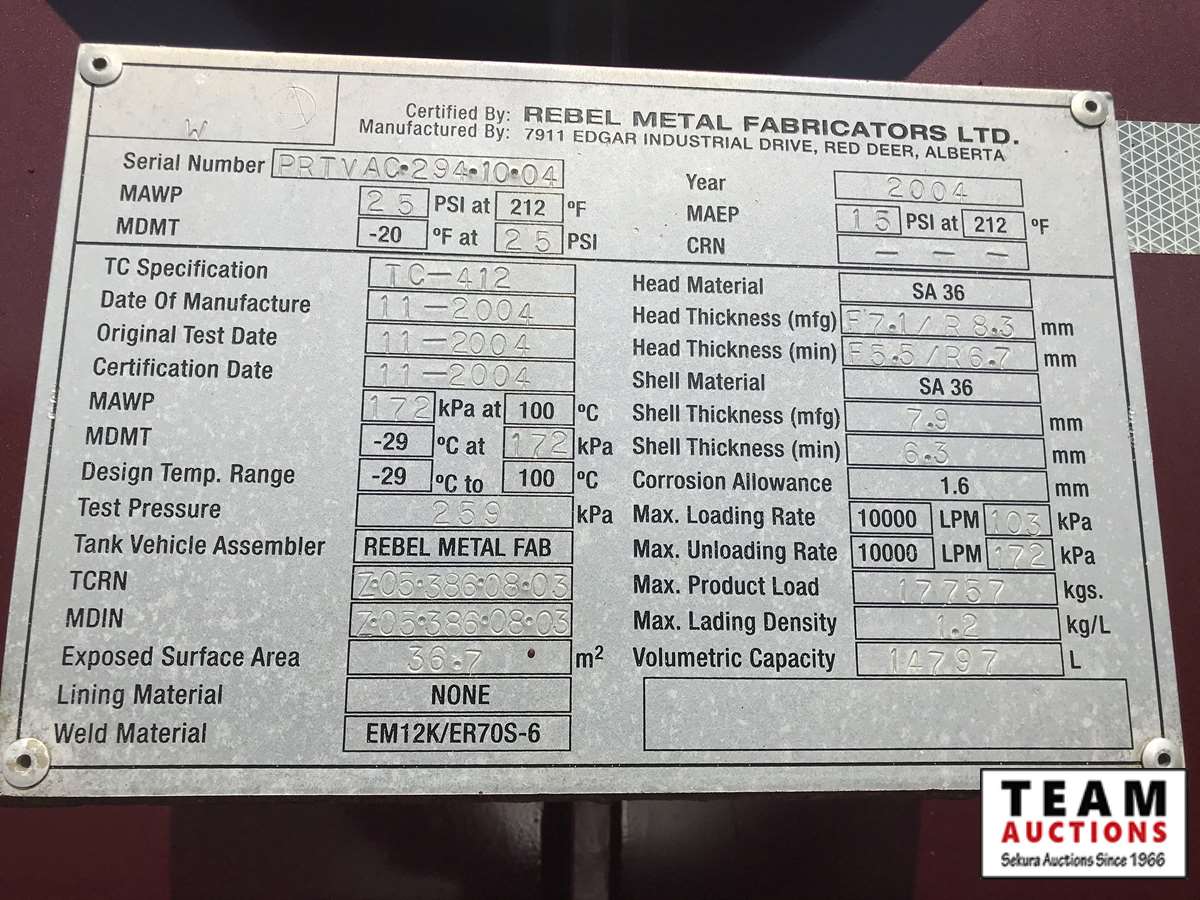 W
Certified By: REBEL METAL FABRICATORS LTD.
Manufactured By: 7911 EDGAR INDUSTRIAL DRIVE, RED DEER, ALBERTA
Serial Number PRTVAC•294•10•04 Year 2004
MAWP 25 PSI at 212 ºF MAEP 15 PSI at 212 ºF
MDMT -20 ºF at 25 PSI CRN — — —
TC Specification TC-412 Head Material SA 36
Date Of Manufacture 11-2004 Head Thickness (mfg) F7.1/R8.3 mm
Original Test Date 11-2004 Head Thickness (min) F5.5/R6.7 mm
Certification Date 11-2004 Shell Material SA 36
MAWP 172 kPa at 100 ºC Shell Thickness (mfg) 7.9 mm
MDMT -29 ºC at 172 kPa Shell Thickness (min) 6.3 mm
Design Temp. Range -29 ºC to 100 ºC Corrosion Allowance 1.6 mm
Test Pressure 259 kPa Max. Loading Rate 10000 LPM 103 kPa
Tank Vehicle Assembler REBEL METAL FAB Max. Unloading Rate 10000 LPM 172 kPa
TCRN Z•05•386•08•03 Max. Product Load 17757 kgs.
MDIN Z•05•386•08•03 Max. Lading Density 1.2 kg/L
Exposed Surface Area 36.7 m² Volumetric Capacity 14797 L
Lining Material NONE
Weld Material EM12K/ER70S-6
TEAM
AUCTIONS
Sekura Auctions Since 1966